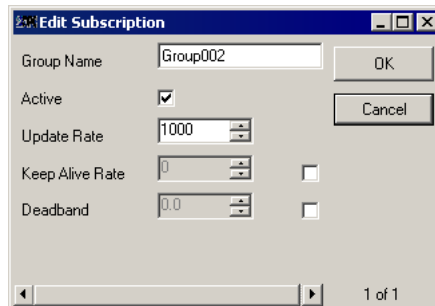 Edit Subscription
Group Name Group002 OK
Active Cancel
Update Rate 1000
Keep Alive Rate 0
Deadband 0.0
1 of 1